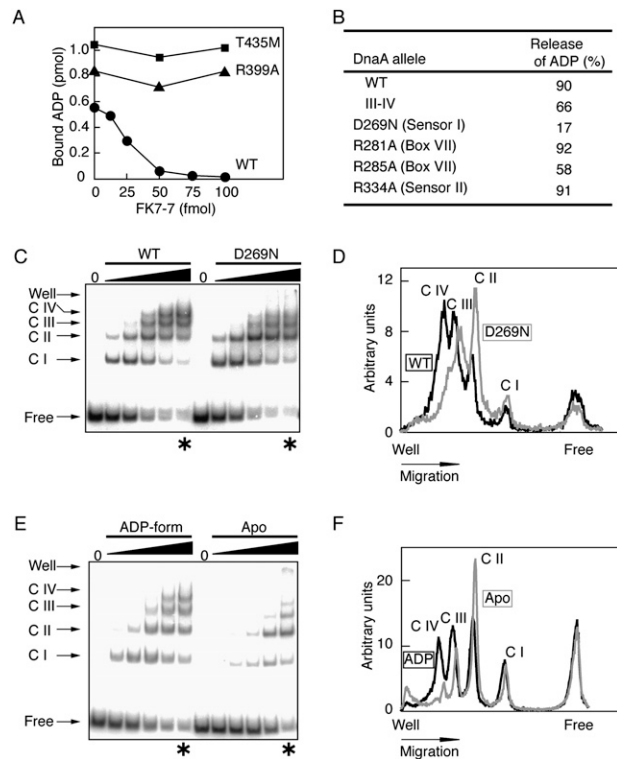 A
T435M
R399A
WT
Bound ADP (pmol)
1.0
0.8
0.6
0.4
0.2
0
0 25 50 75 100
FK7-7 (fmol)
B
DnaA allele Release of ADP (%)
WT 90
III-IV 66
D269N (Sensor I) 17
R281A (Box VII) 92
R285A (Box VII) 58
R334A (Sensor II) 91
C
WT D269N
0 0
Well
C IV
C III
C II
C I
Free
* *
D
Arbitrary units
12
8
4
0
C IV C III C II
D269N
WT
C I
Well Free
Migration
E
ADP-form Apo
0 0
Well
C IV
C III
C II
C I
Free
* *
F
Arbitrary units
20
10
0
C II
C III
C IV
Apo
ADP
C I
Well Free
Migration